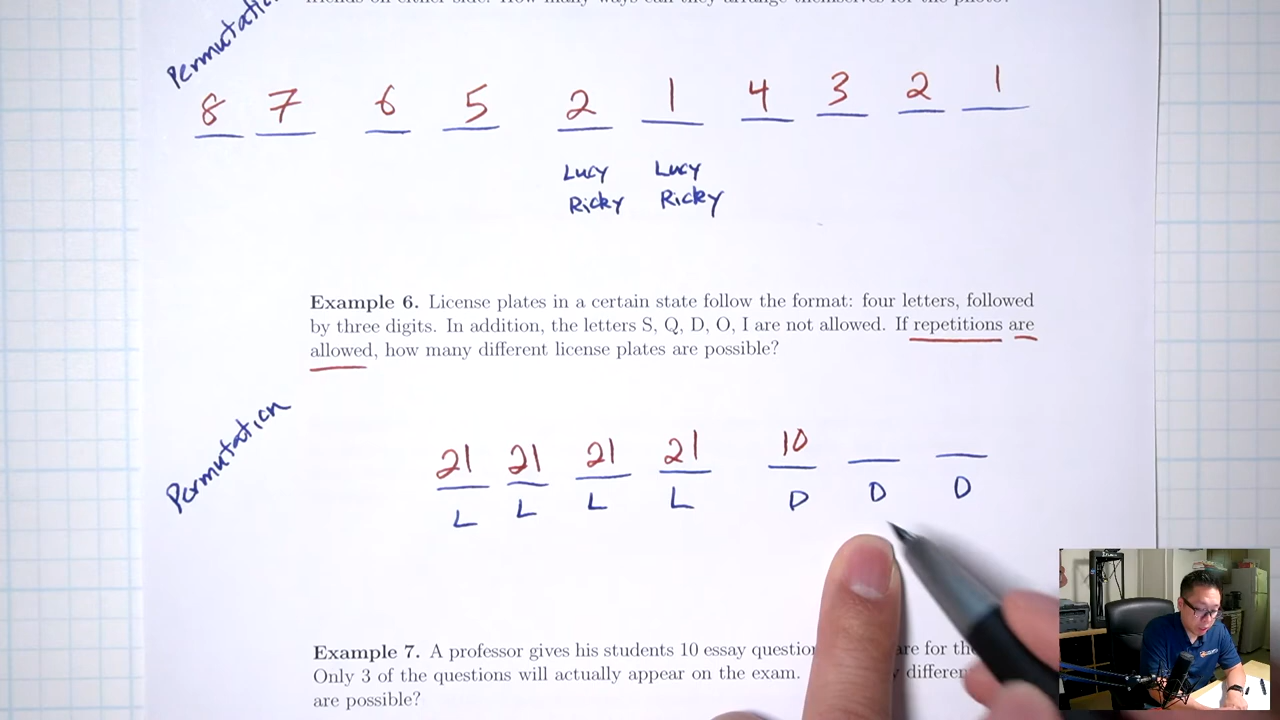 Permutation
8 7 6 5 2 1 4 3 2 1
Lucy Lucy
Ricky Ricky
Example 6. License plates in a certain state follow the format: four letters, followed
by three digits. In addition, the letters S, Q, D, O, I are not allowed. If repetitions are
allowed, how many different license plates are possible?
Permutation
21 21 21 21 10
L L L L D D D
Example 7. A professor gives his students 10 essay
Only 3 of the questions will actually appear on the exam.
are possible?